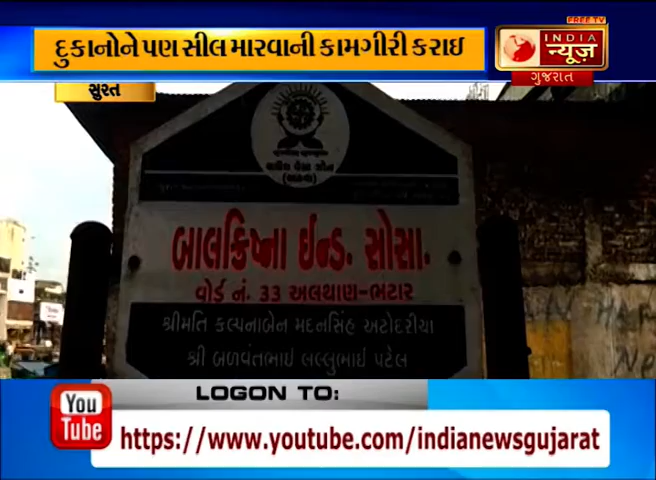 FREE TV
દુકાનોને પણ સીલ મારવાની કામગીરી કરાઇ
INDIA
न्यूज़
ગુજરાત
સુરત
બાલક્રિષ્ના ઈન્ડ. સોસા.
વોર્ડ નં. ૩૩ અલથાણ-ભટાર
શ્રીમતિ કલ્પનાબેન મદનસિંહ અટોદરીયા
શ્રી બળવંતભાઈ લલ્લુભાઈ પટેલ
LOGON TO:
You
Tube
https://www.youtube.com/indianewsgujarat